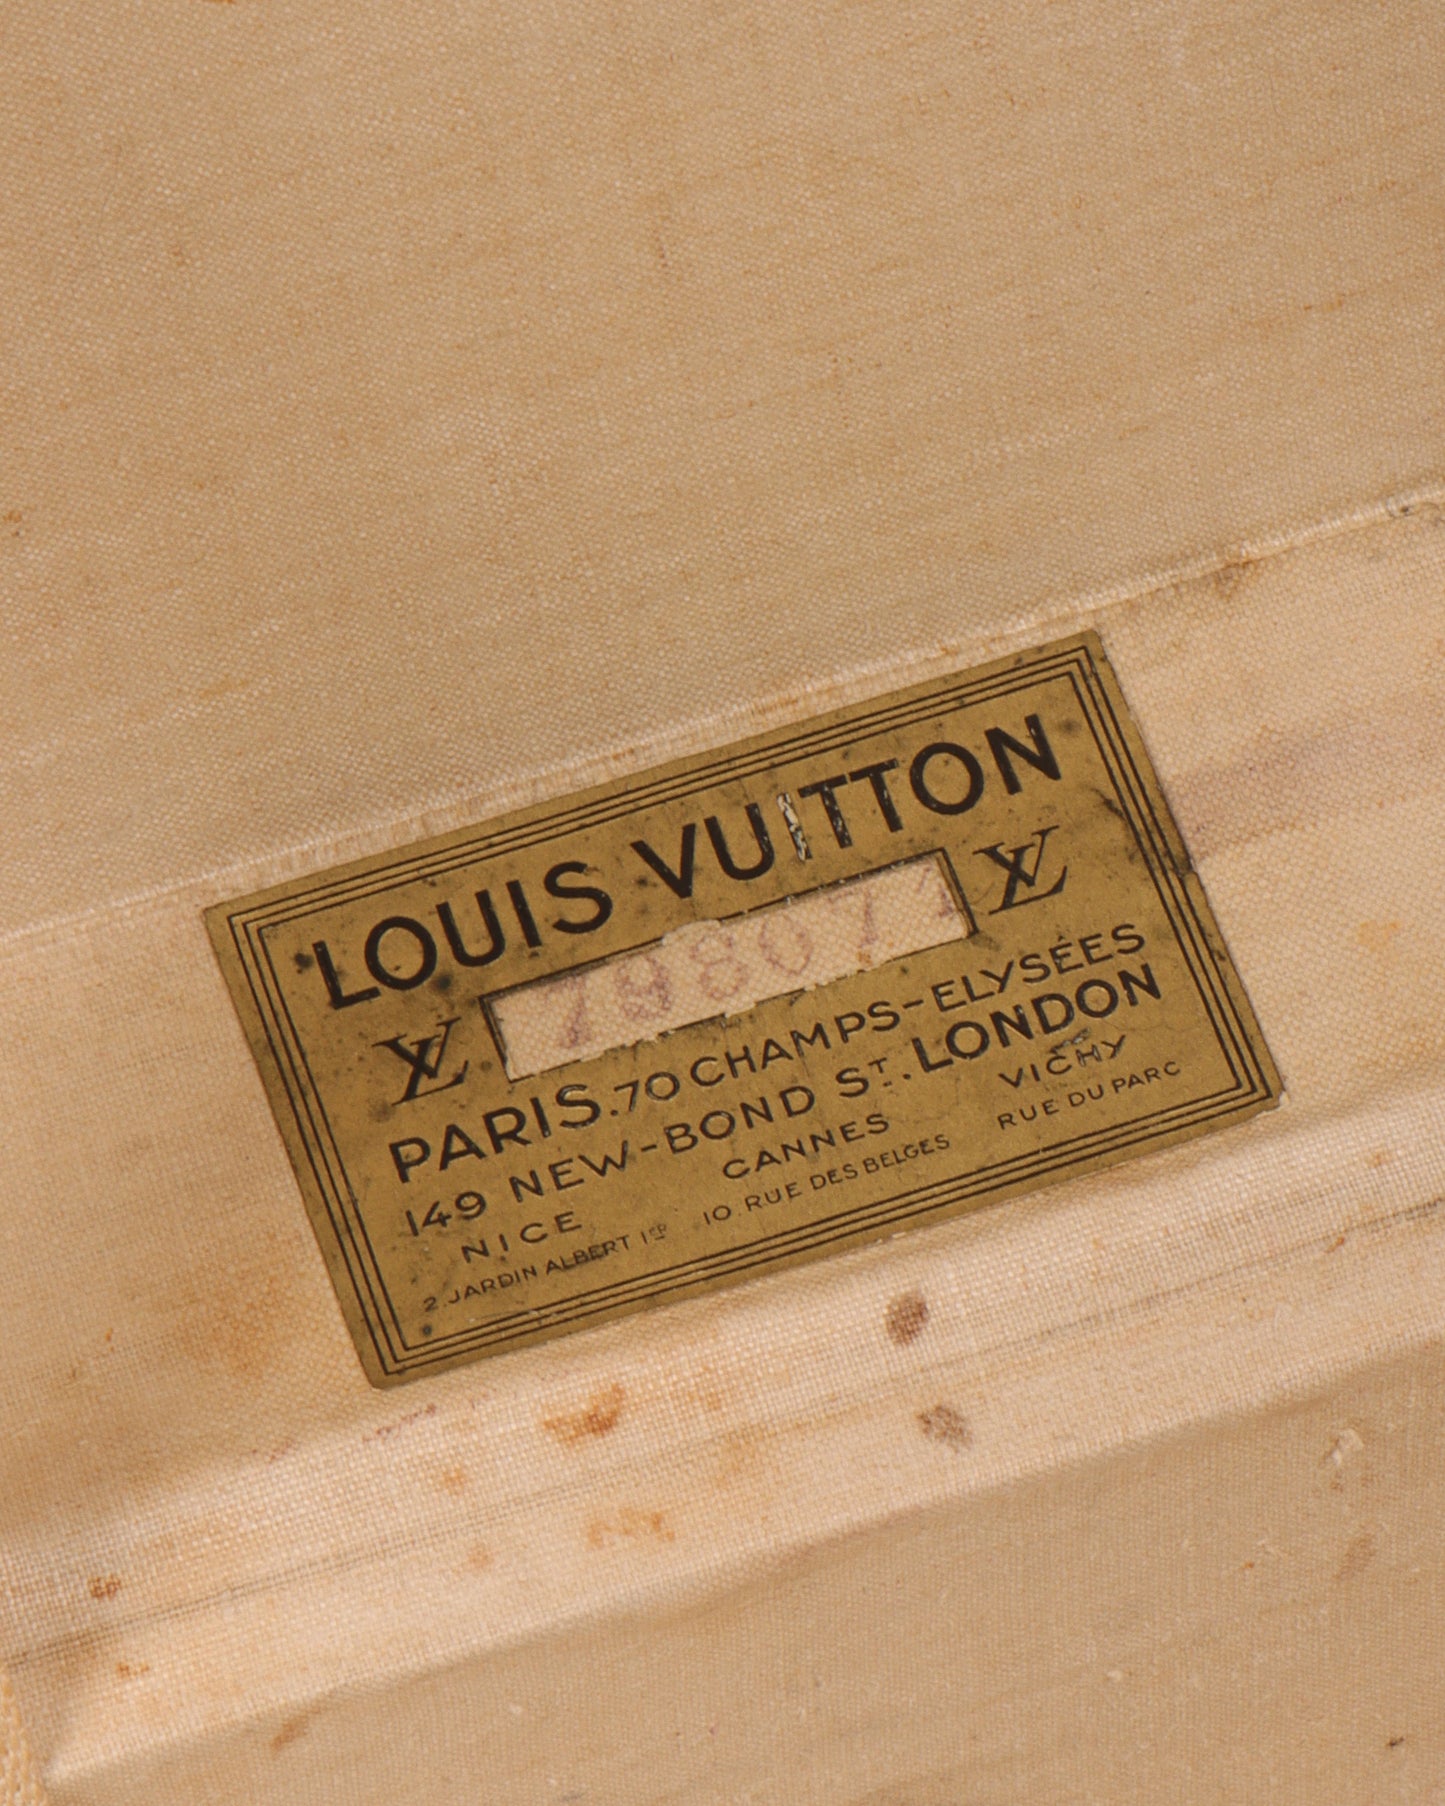 LOUIS VUITTON
LV 798071 LV
PARIS.70 CHAMPS-ELYSÉES
149 NEW-BOND ST. LONDON
NICE CANNES VICHY
2 JARDIN ALBERT 1ER 10 RUE DES BELGES RUE DU PARC